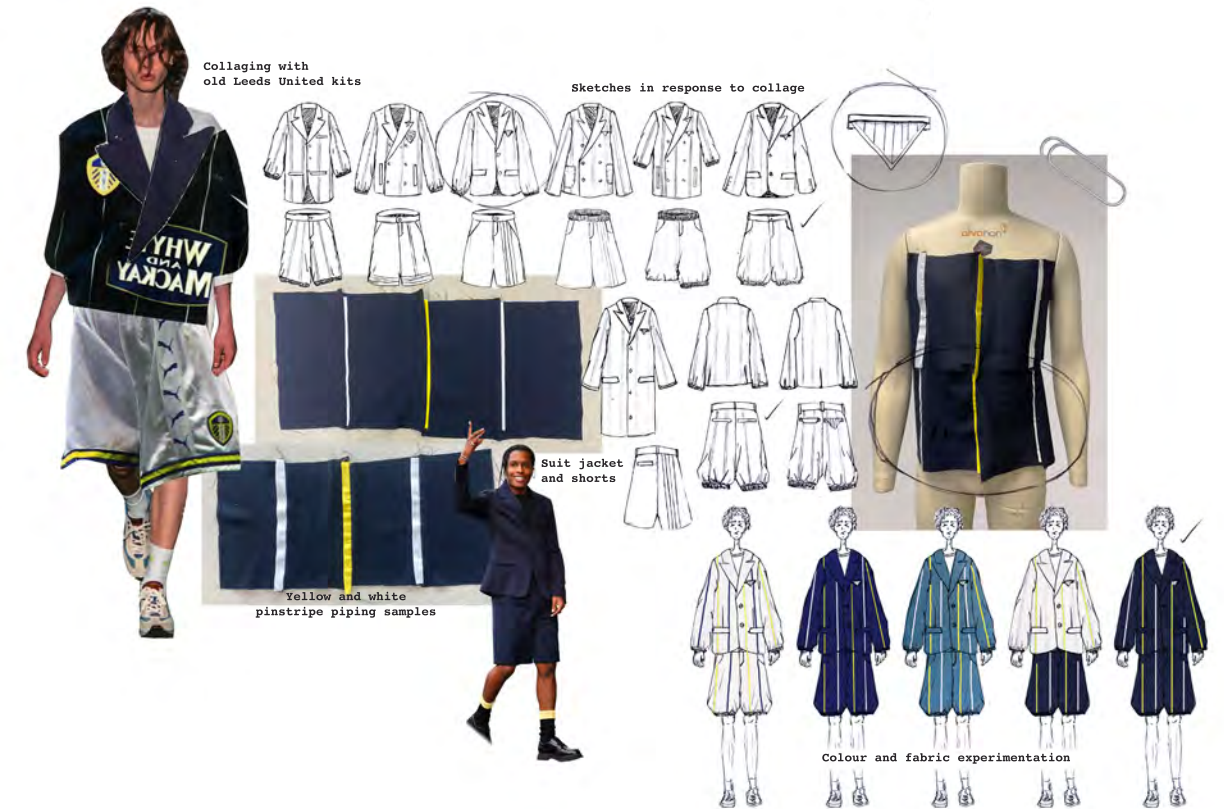 Collaging with
old Leeds United kits
Sketches in response to collage
WHYTE
AND
MACKAY
Suit jacket
and shorts
Yellow and white
pinstripe piping samples
Colour and fabric experimentation